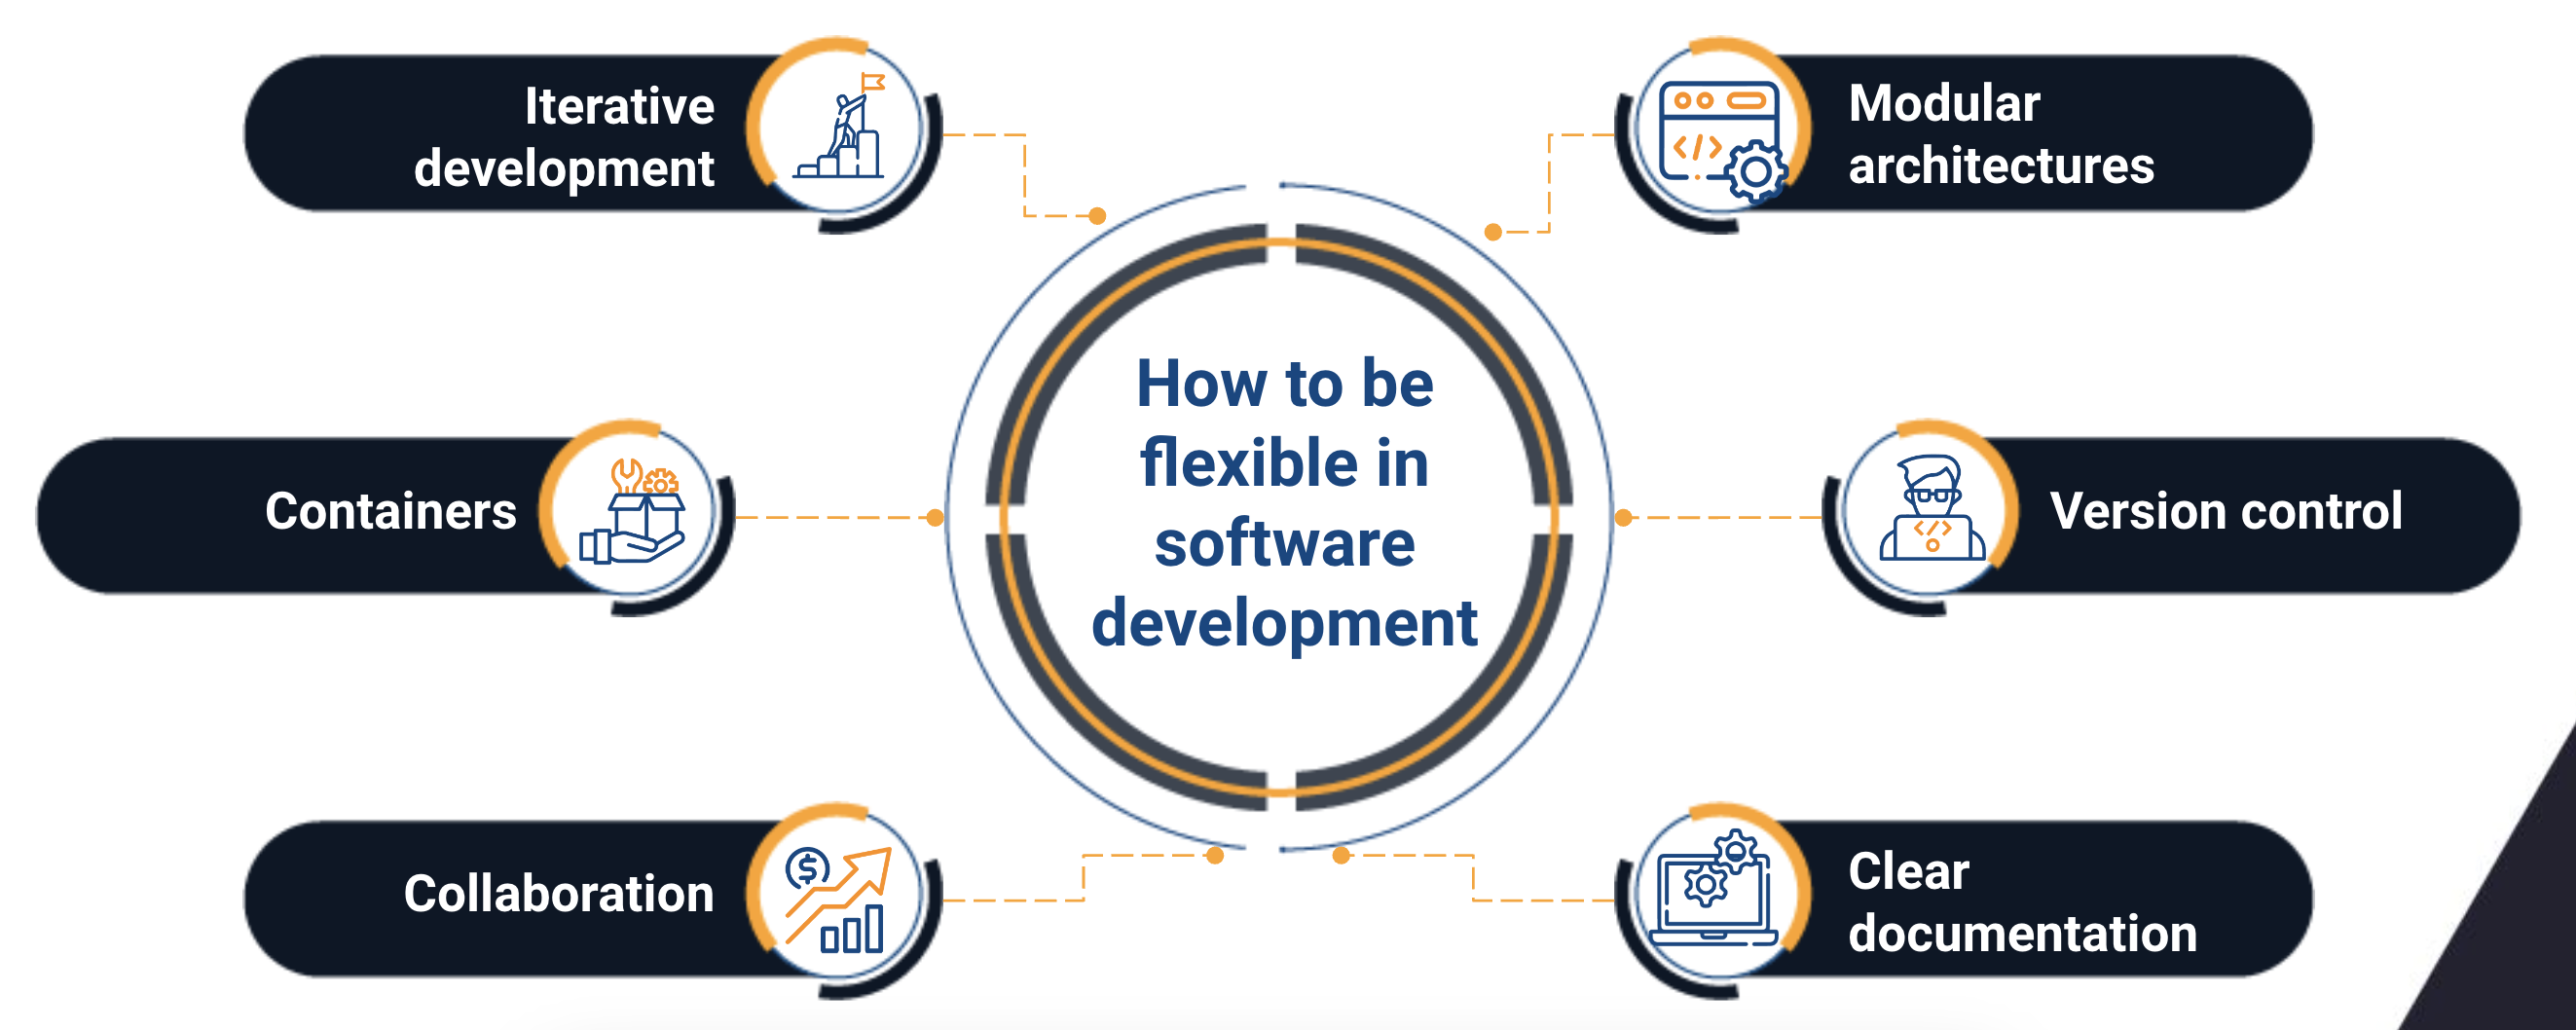 Iterative
development
Modular
architectures
How to be
flexible in
software
development
Containers
Version control
Collaboration
Clear
documentation